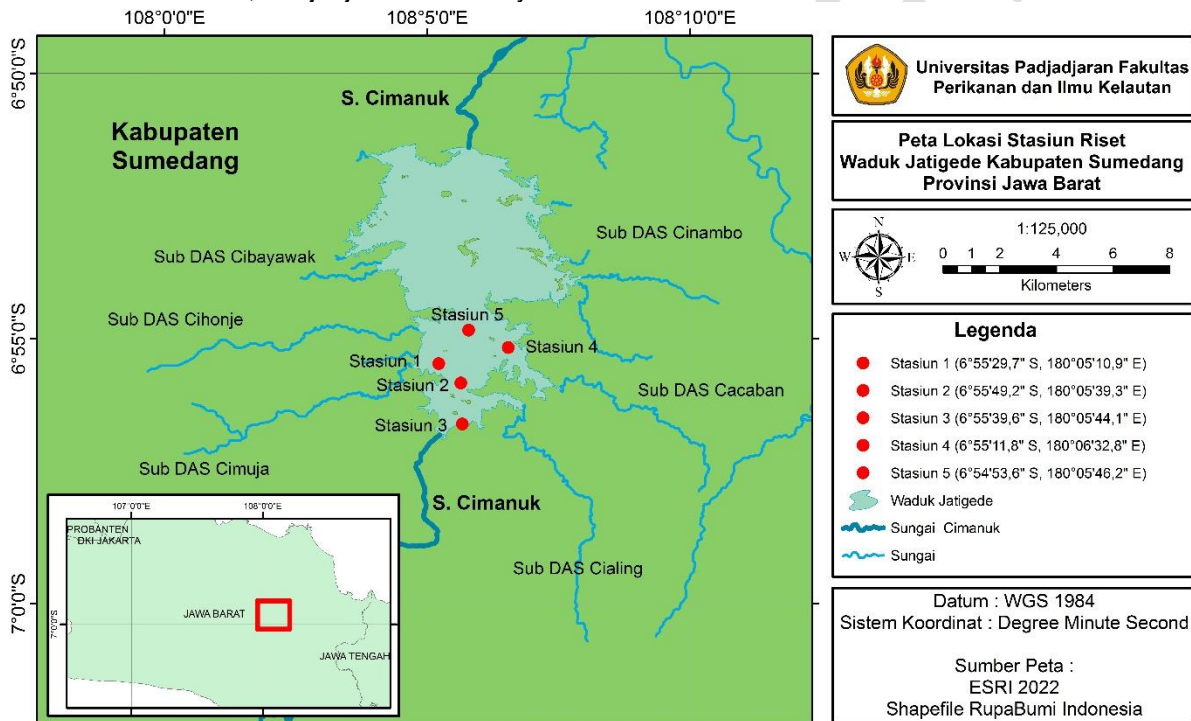 108°0'0"E
108°5'0"E
108°10'0"E
6°50'0"S
6°55'0"S
7°0'0"S
S. Cimanuk
Kabupaten
Sumedang
Sub DAS Cinambo
Sub DAS Cibayawak
Sub DAS Cihonje
Stasiun 5
Stasiun 4
Stasiun 1
Stasiun 2
Sub DAS Cacaban
Stasiun 3
Sub DAS Cimuja
S. Cimanuk
Sub DAS Cialing
107°0'0"E
108°0'0"E
7°0'0"S
PROBANTEN
DKI JAKARTA
JAWA BARAT
JAWA TENGAH
Universitas Padjadjaran Fakultas
Perikanan dan Ilmu Kelautan
Peta Lokasi Stasiun Riset
Waduk Jatigede Kabupaten Sumedang
Provinsi Jawa Barat
N
W
E
S
1:125,000
0 1 2 4 6 8
Kilometers
Legenda
Stasiun 1 (6°55'29,7" S, 180°05'10,9" E)
Stasiun 2 (6°55'49,2" S, 180°05'39,3" E)
Stasiun 3 (6°55'39,6" S, 180°05'44,1" E)
Stasiun 4 (6°55'11,8" S, 180°06'32,8" E)
Stasiun 5 (6°54'53,6" S, 180°05'46,2" E)
Waduk Jatigede
Sungai Cimanuk
Sungai
Datum : WGS 1984
Sistem Koordinat : Degree Minute Second
Sumber Peta :
ESRI 2022
Shapefile RupaBumi Indonesia